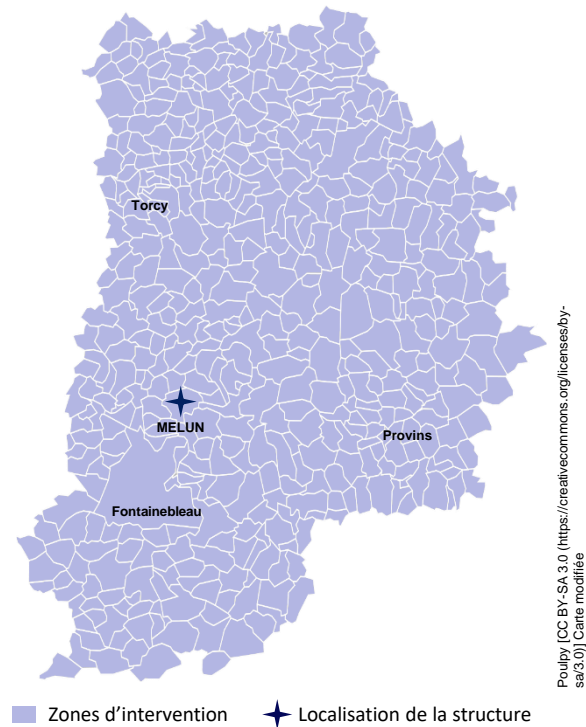 Torcy
MELUN
Provins
Fontainebleau
Poulpy [CC BY-SA 3.0 (https://creativecommons.org/licenses/by-
sa/3.0)] Carte modifiée
Zones d’intervention
Localisation de la structure